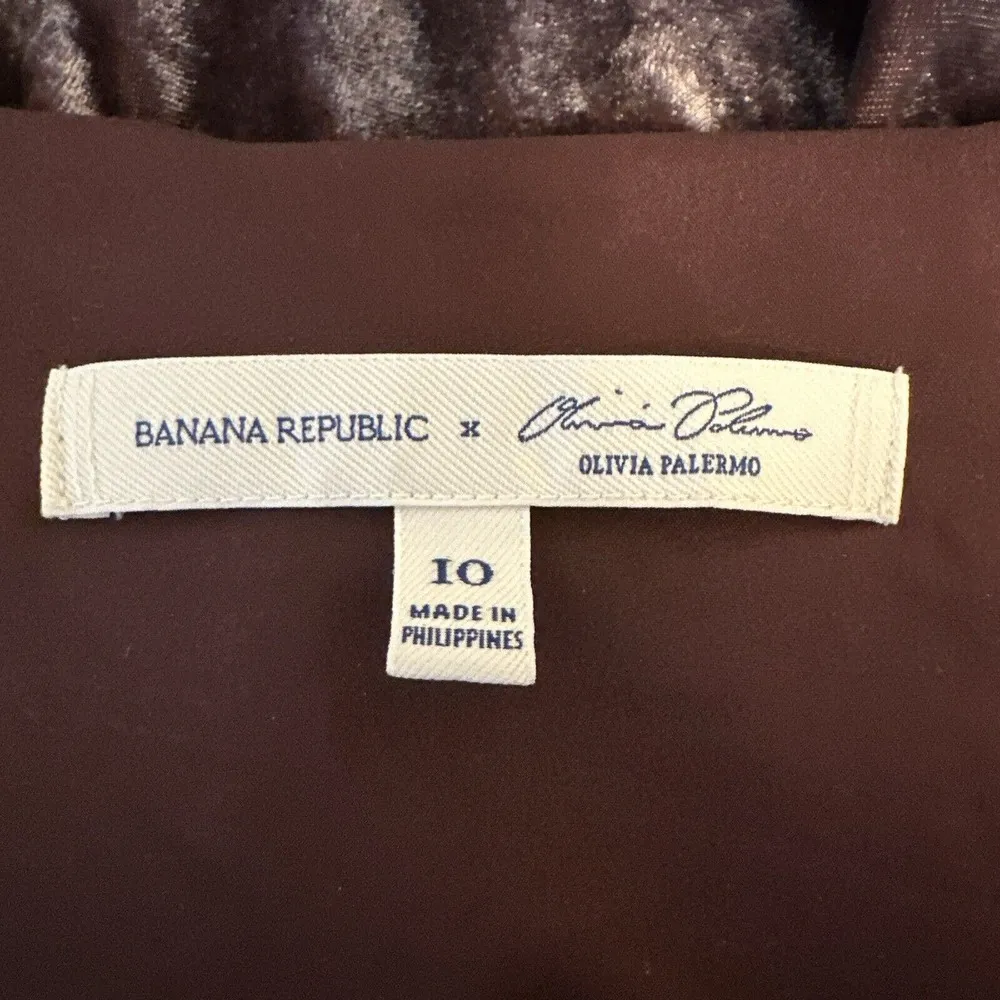 BANANA REPUBLIC x Olivia Palermo
OLIVIA PALERMO
10
MADE IN
PHILIPPINES